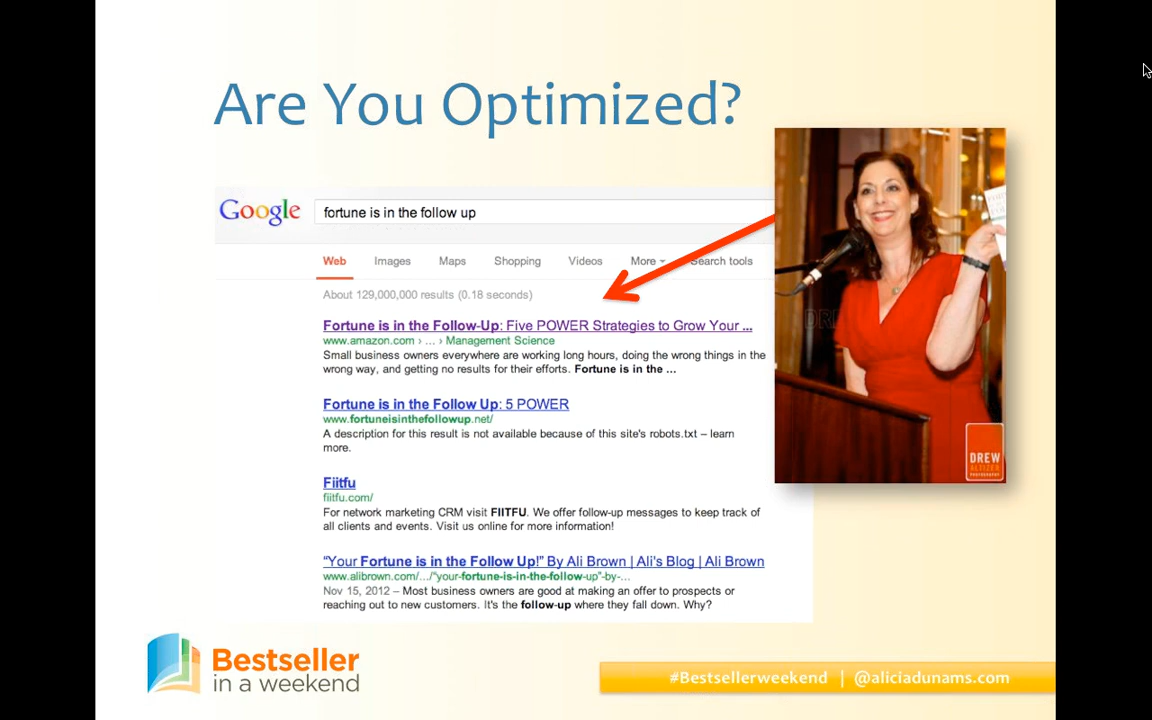 Are You Optimized?
Google
fortune is in the follow up
Web Images Maps Shopping Videos More Search tools
About 129,000,000 results (0.18 seconds)
Fortune is in the Follow-Up: Five POWER Strategies to Grow Your ...
www.amazon.com › ... › Management Science
Small business owners everywhere are working long hours, doing the wrong things in the
wrong way, and getting no results for their efforts. Fortune is in the ...
Fortune is in the Follow Up: 5 POWER
www.fortuneisinthefollowup.net/
A description for this result is not available because of this site's robots.txt – learn
more.
Fiitfu
fiitfu.com/
For network marketing CRM visit FIITFU. We offer follow-up messages to keep track of
all clients and events. Visit us online for more information!
“Your Fortune is in the Follow Up!” By Ali Brown | Ali's Blog | Ali Brown
www.alibrown.com/.../“your-fortune-is-in-the-follow-up”-by-...
Nov 15, 2012 – Most business owners are good at making an offer to prospects or
reaching out to new customers. It's the follow-up where they fall down. Why?
DREW
ALTIZER
PHOTOGRAPHY
Bestseller
in a weekend
#Bestsellerweekend | @aliciadunams.com